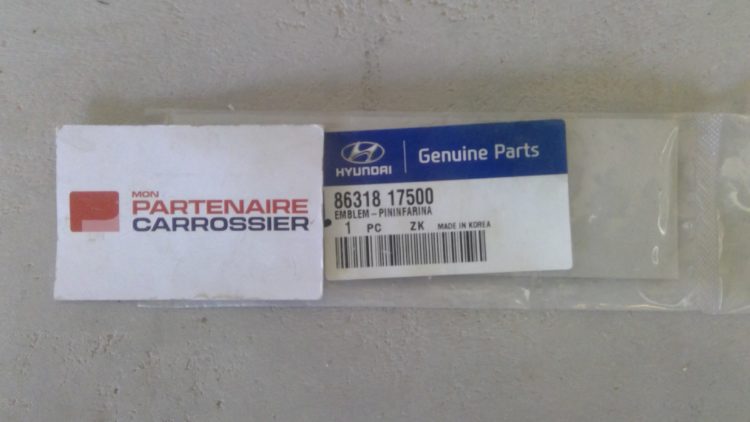 MON
PARTENAIRE
CARROSSIER
HYUNDAI
Genuine Parts
86318 17500
EMBLEM-PININFARINA
1 PC ZK MADE IN KOREA